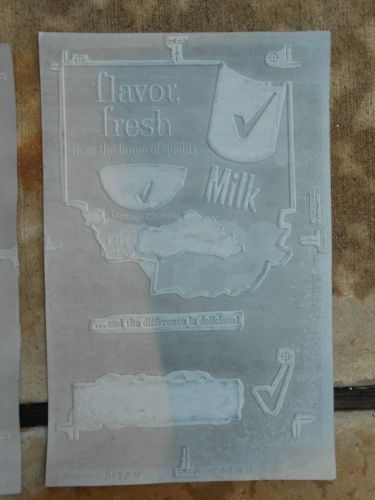 flavor,
fresh
from the home of quality
Milk
Cottage Cheese
...and the difference is delicious!